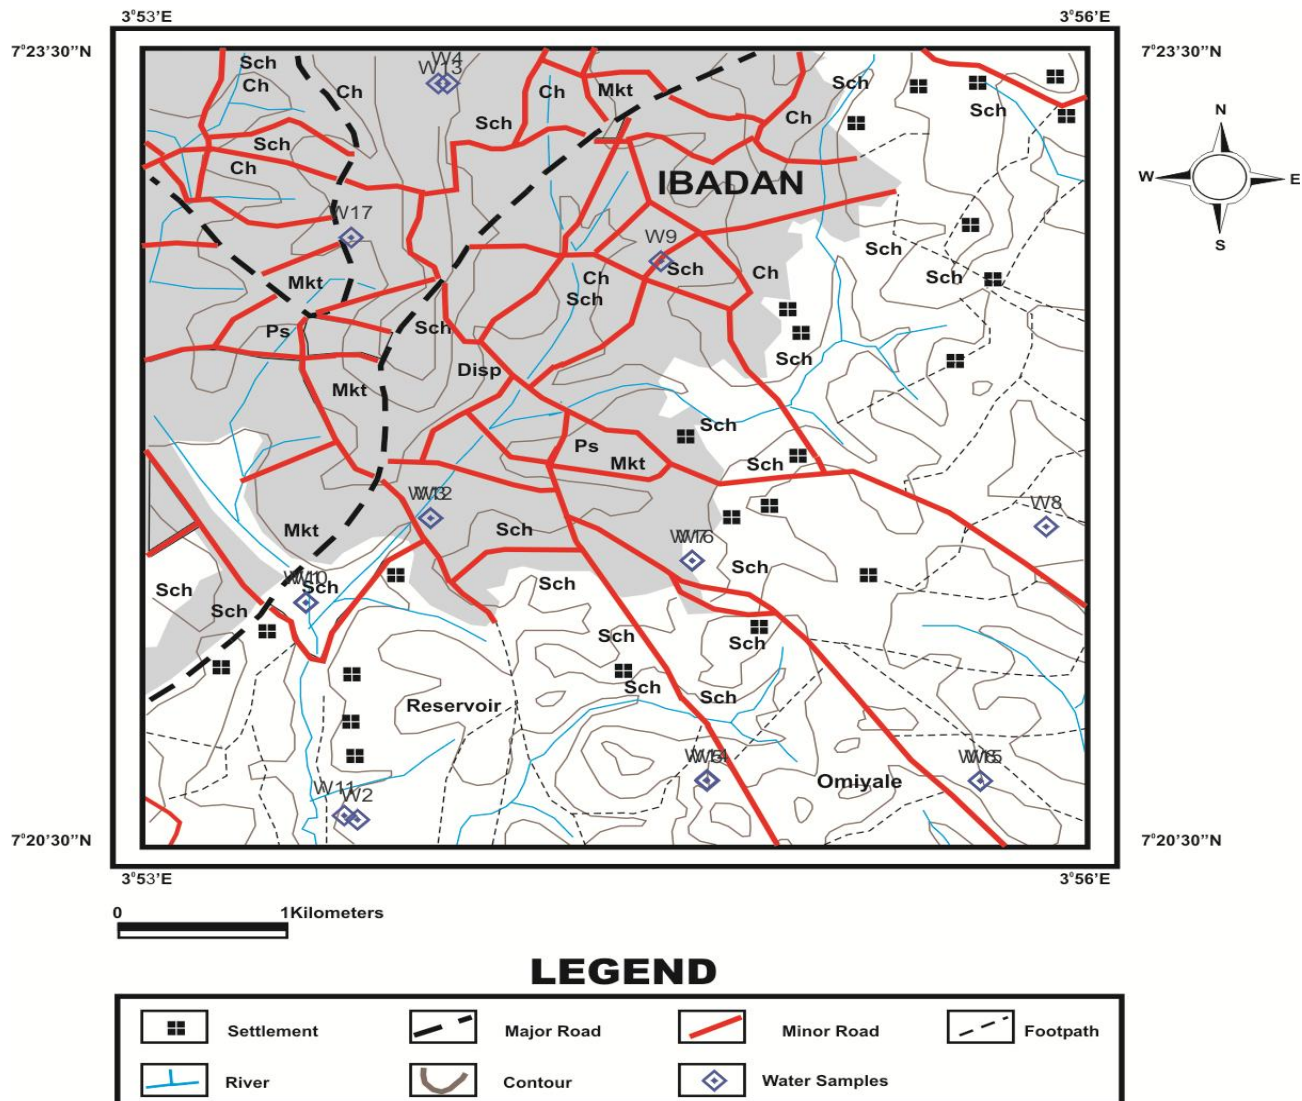 3°53'E 3°56'E
7°23'30"N 7°23'30"N
Sch
Ch
Ch
W4
W13
Ch
Mkt
Sch
Sch
Sch
Ch
Sch
Ch
N
W E
S
IBADAN
W17
W9
Sch
Sch
Sch
Ch
Mkt
Ch
Sch
Ps
Sch
Sch
Disp
Mkt
Sch
Ps
Mkt
Sch
W12
W8
Mkt
Sch
Sch
Sch
Sch
Sch
Sch
Sch
Sch
Sch
Sch
Reservoir
Omiyale
W11
W2
7°20'30"N 7°20'30"N
3°53'E 3°56'E
0 1Kilometers
LEGEND
Settlement Major Road Minor Road Footpath
River Contour Water Samples